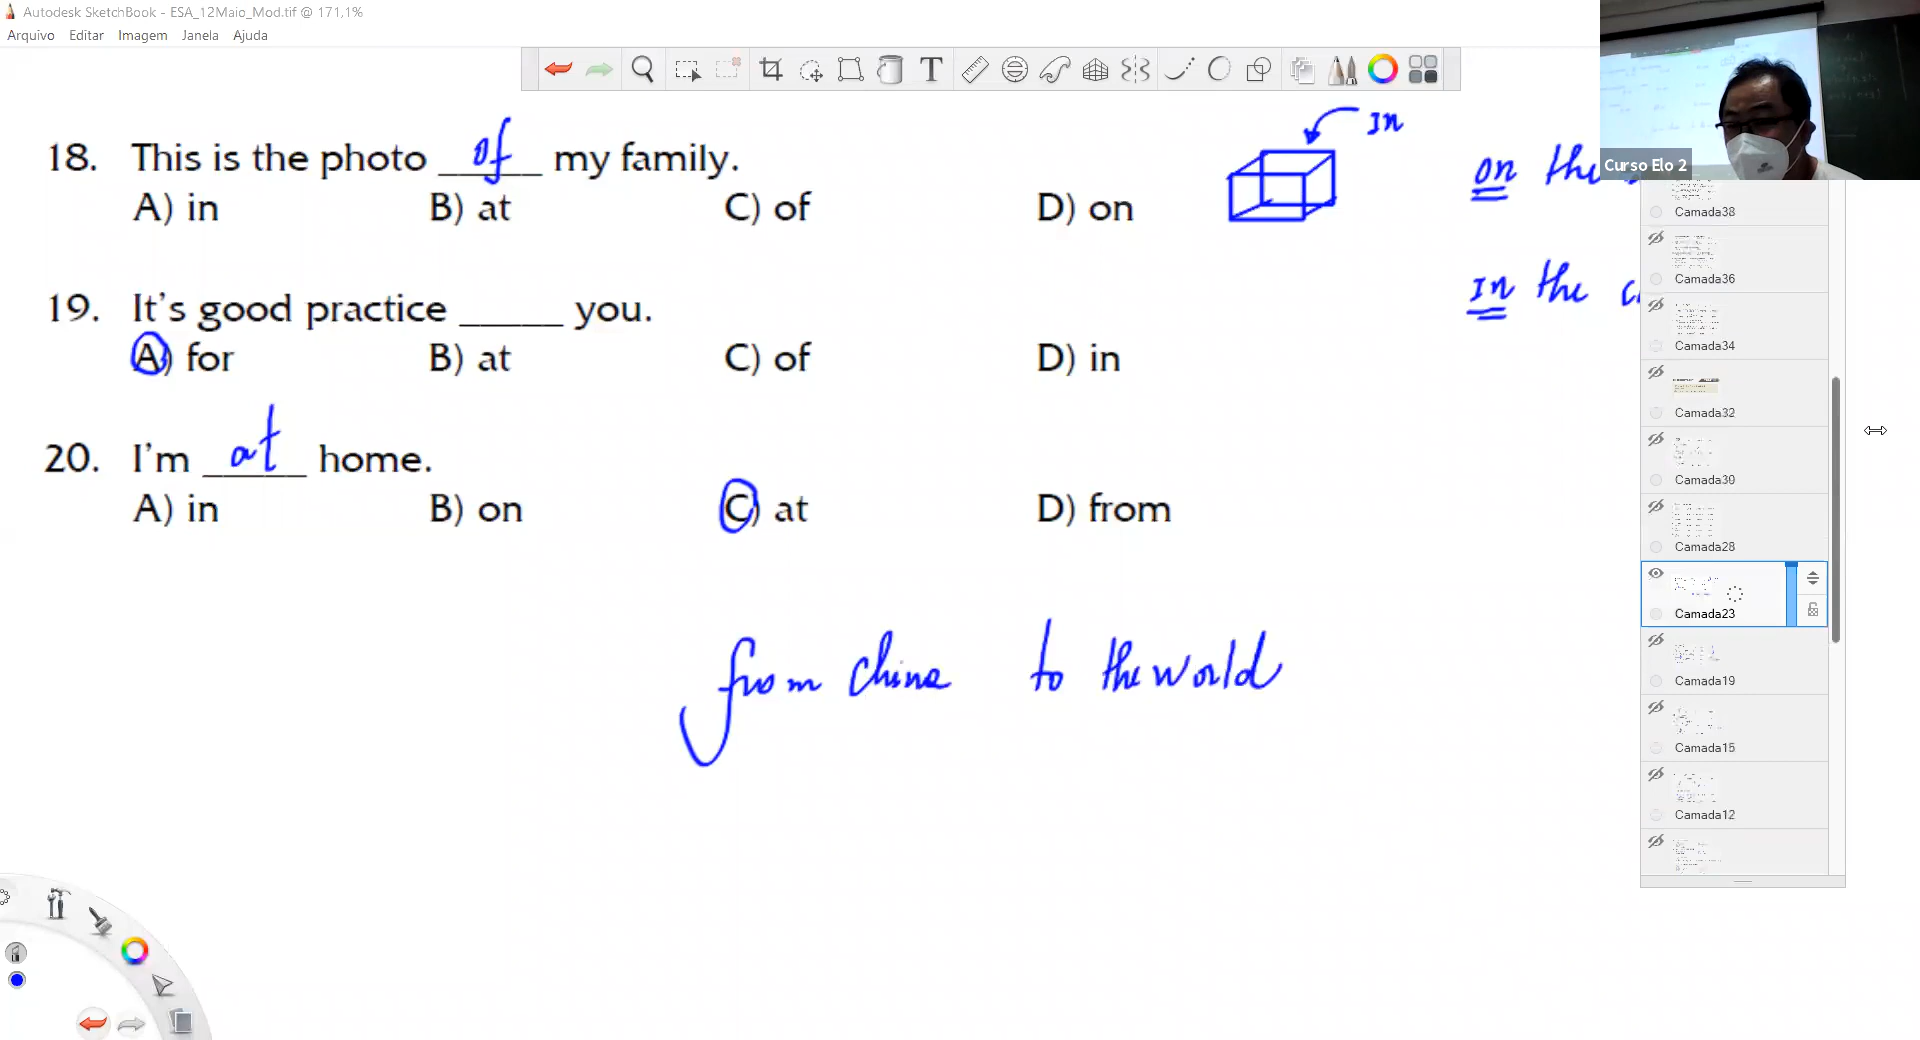 Autodesk SketchBook - ESA_12Maio_Mod.tif @ 171,1%
Arquivo Editar Imagem Janela Ajuda
18. This is the photo _of_ my family.
A) in B) at C) of D) on
In
on the
Curso Elo 2
19. It's good practice _____ you.
A) for B) at C) of D) in
In the
20. I'm _at_ home.
A) in B) on C) at D) from
from china to the world
Camada38
Camada36
Camada34
Camada32
Camada30
Camada28
Camada23
Camada19
Camada15
Camada12